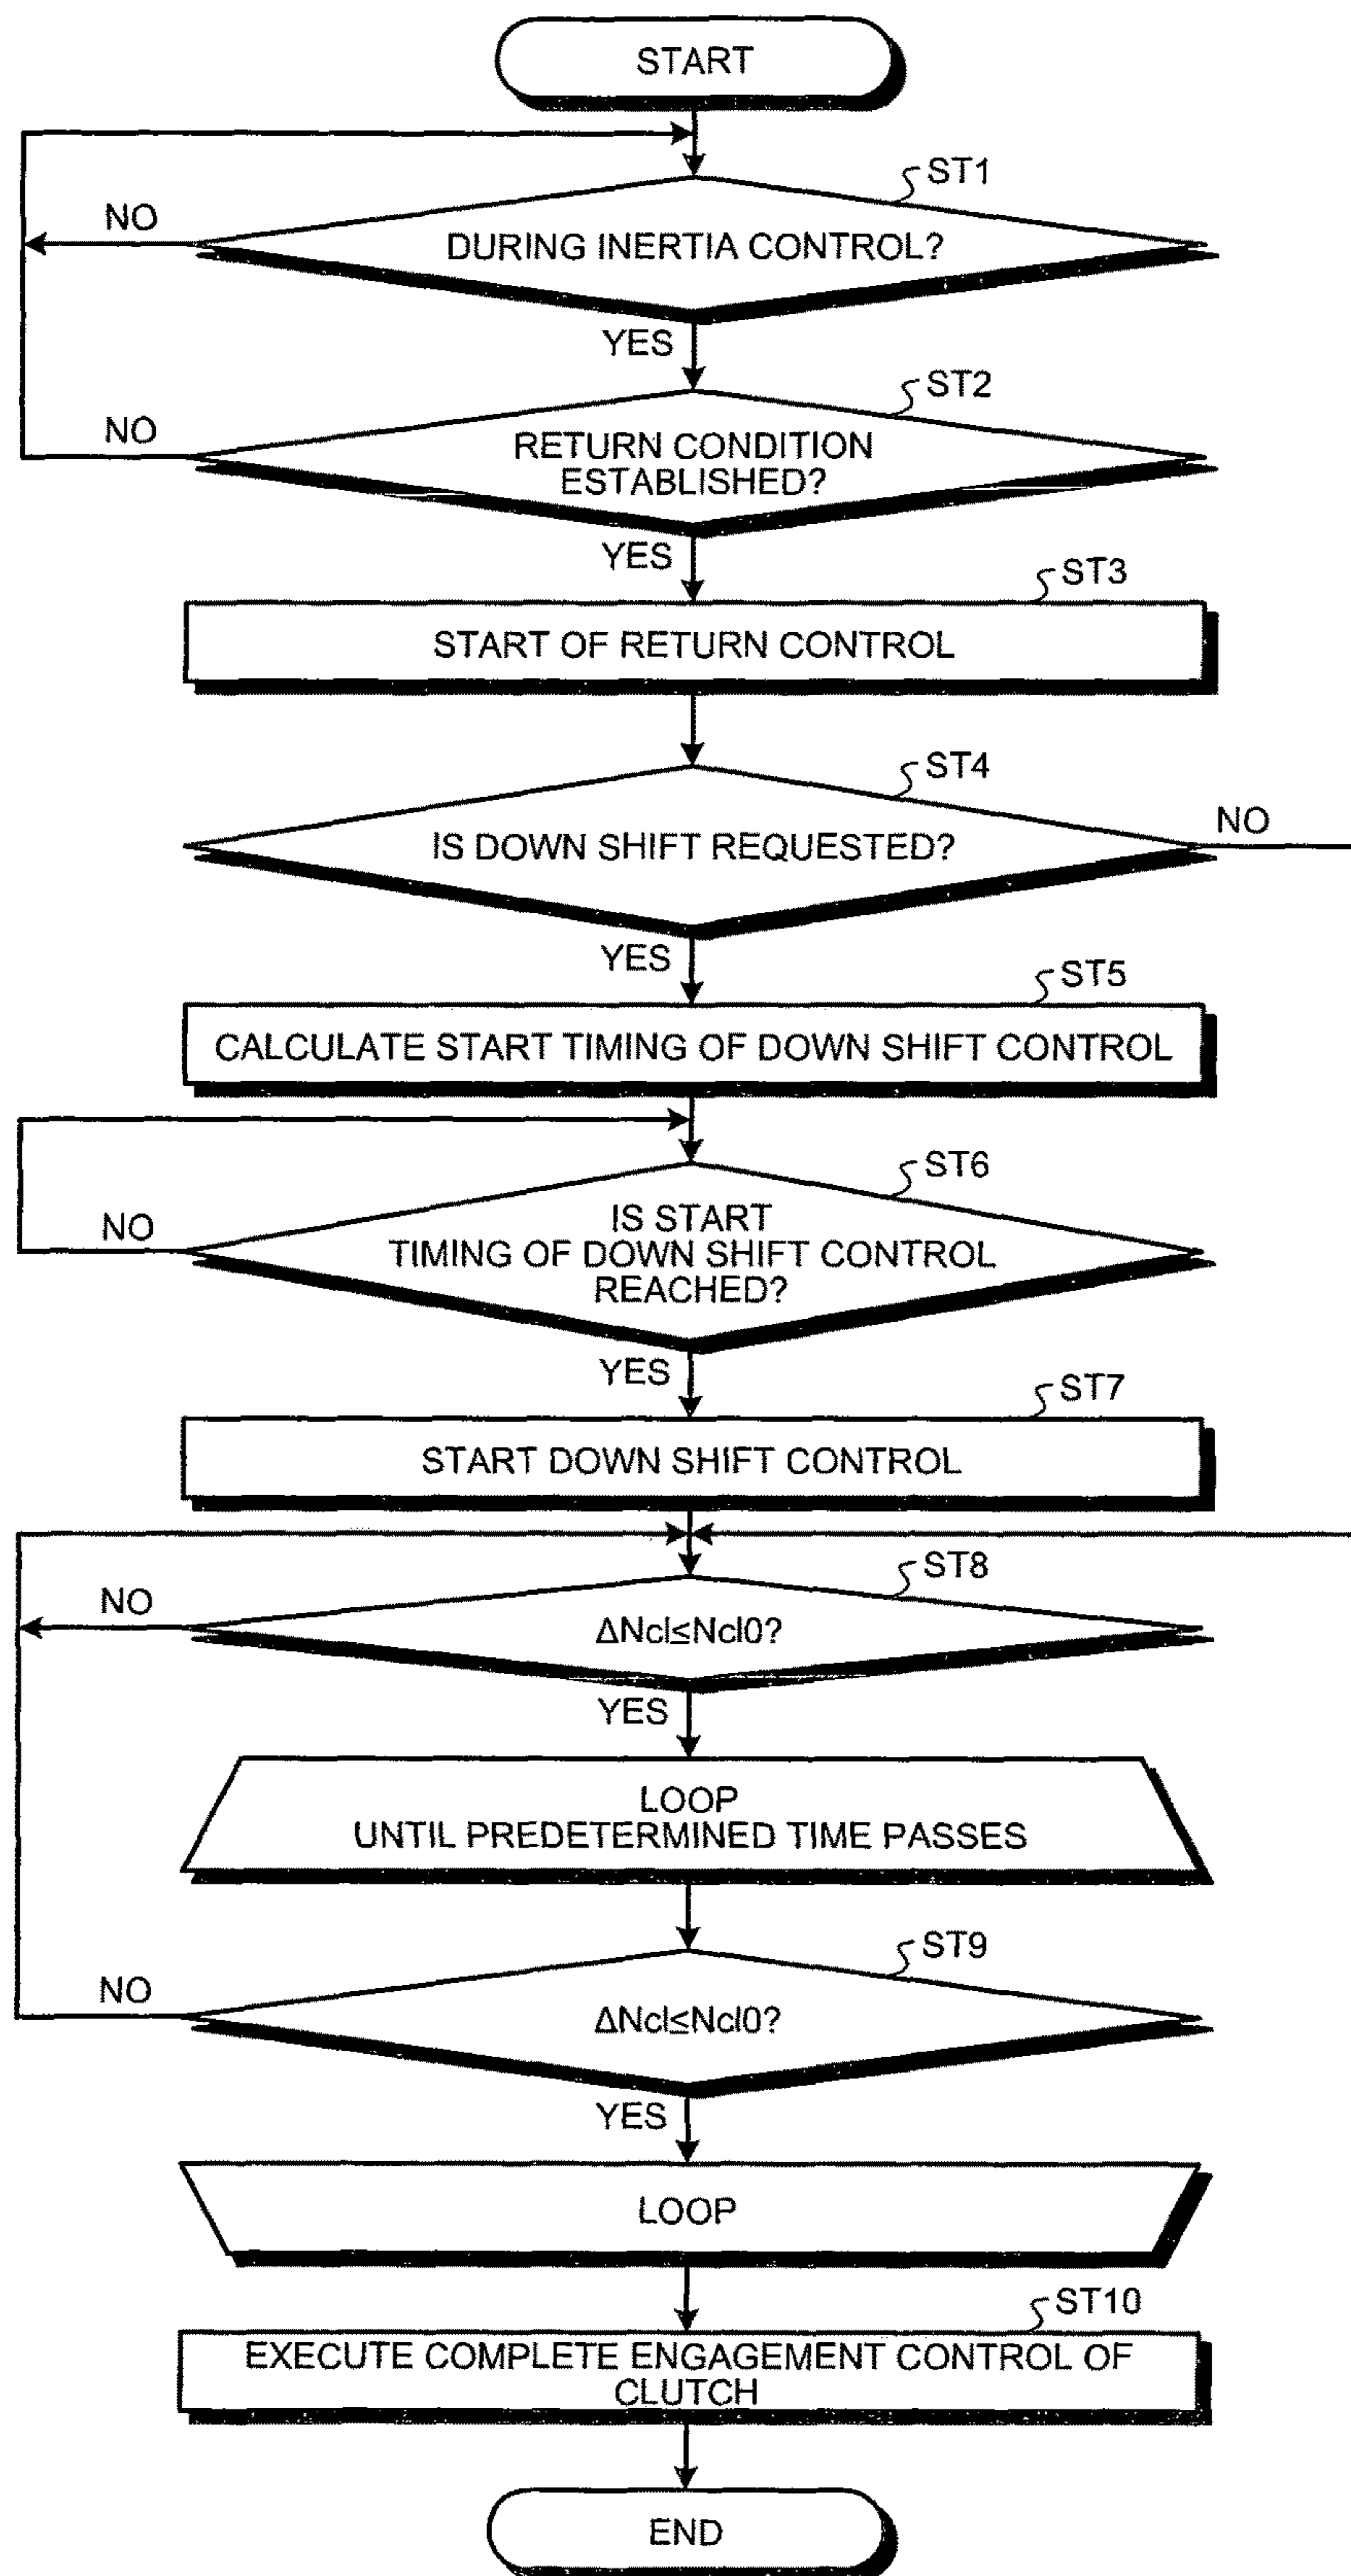 START
ST1
NO
DURING INERTIA CONTROL?
YES
ST2
NO
RETURN CONDITION
ESTABLISHED?
YES
ST3
START OF RETURN CONTROL
ST4
NO
IS DOWN SHIFT REQUESTED?
YES
ST5
CALCULATE START TIMING OF DOWN SHIFT CONTROL
ST6
NO
IS START
TIMING OF DOWN SHIFT CONTROL
REACHED?
YES
ST7
START DOWN SHIFT CONTROL
ST8
NO
ΔNcl≤Ncl0?
YES
LOOP
UNTIL PREDETERMINED TIME PASSES
ST9
NO
ΔNcl≤Ncl0?
YES
LOOP
ST10
EXECUTE COMPLETE ENGAGEMENT CONTROL OF
CLUTCH
END